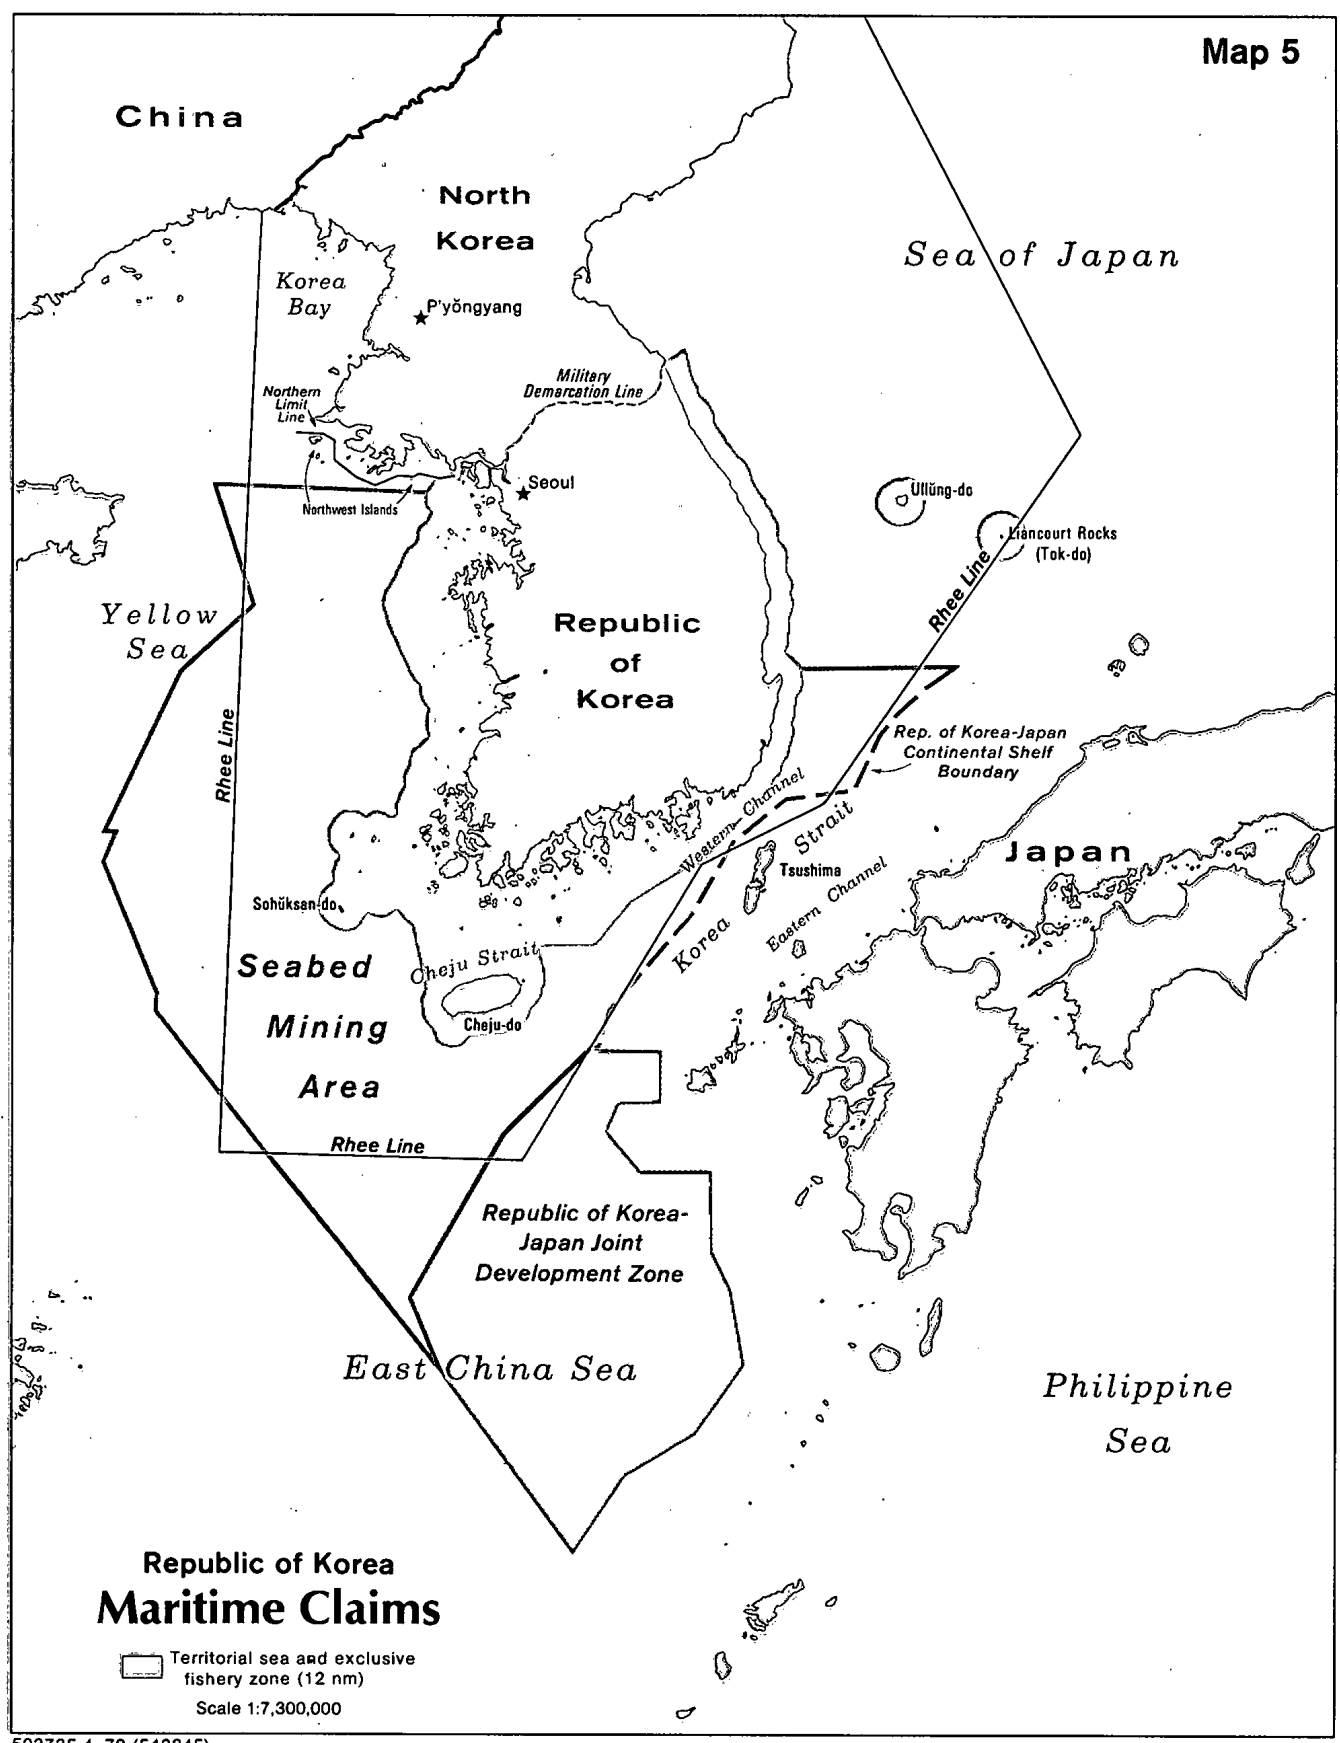 Map 5
China
North
Korea
Sea of Japan
Korea
Bay
P'yŏngyang
Military
Demarcation Line
Northern
Limit
Line
Seoul
Northwest Islands
Ullŭng-do
Liancourt Rocks
(Tok-do)
Rhee Line
Yellow
Sea
Republic
of
Korea
Rhee Line
Rep. of Korea-Japan
Continental Shelf
Boundary
Western Channel
Korea Strait
Tsushima
Eastern Channel
Japan
Sohŭksan-do
Cheju Strait
Cheju-do
Seabed
Mining
Area
Rhee Line
Republic of Korea-
Japan Joint
Development Zone
East China Sea
Philippine
Sea
Republic of Korea
Maritime Claims
Territorial sea and exclusive
fishery zone (12 nm)
Scale 1:7,300,000